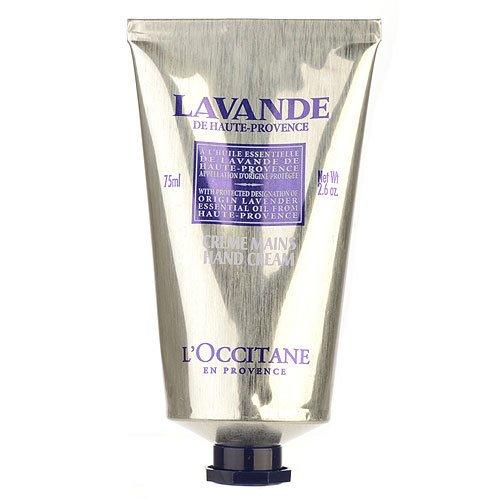 LAVANDE
DE HAUTE-PROVENCE
75ml
À L'HUILE ESSENTIELLE
DE LAVANDE DE
HAUTE-PROVENCE
APPELLATION D'ORIGINE PROTÉGÉE
WITH PROTECTED DESIGNATION OF
ORIGIN LAVENDER
ESSENTIAL OIL FROM
HAUTE-PROVENCE
Net Wt
2.6 oz.
CRÈME MAINS
HAND CREAM
L'OCCITANE
EN PROVENCE